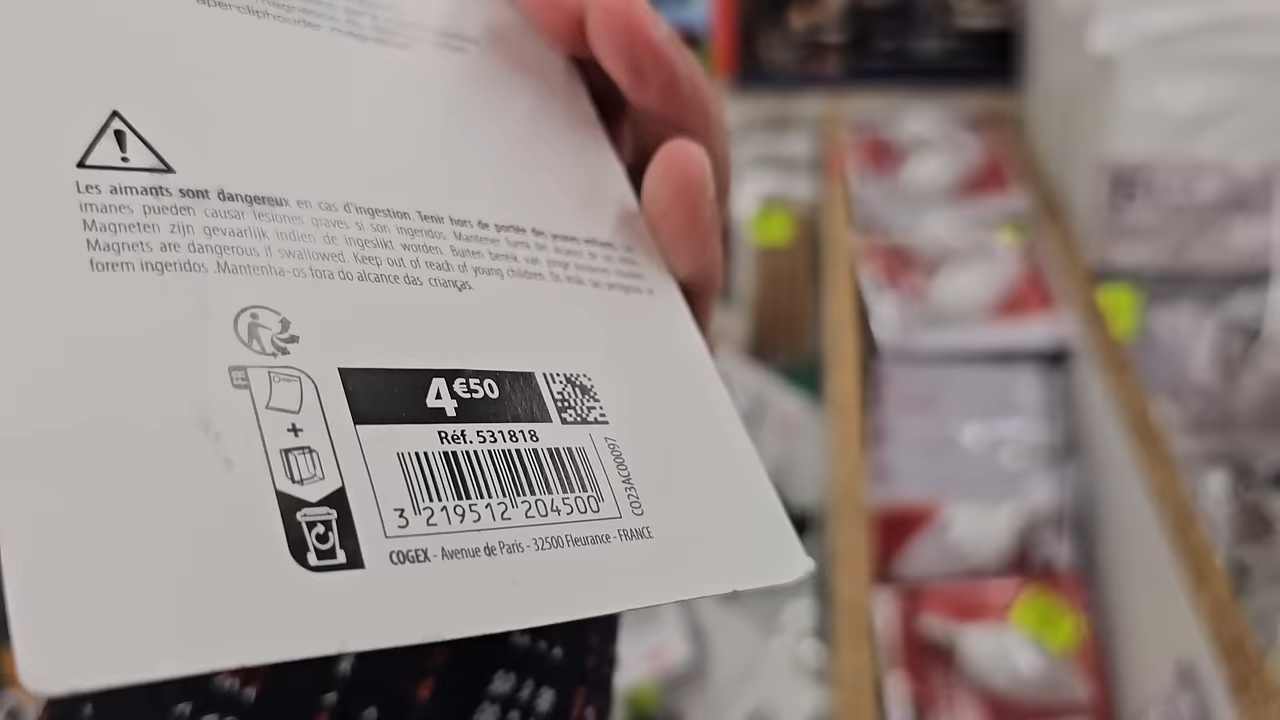 Les aimants sont dangereux en cas d'ingestion. Tenir hors de portée des jeunes enfants.
imanes pueden causar lesiones graves si son ingeridos. Mantener fuera del alcance de
Magneten zijn gevaarlijk indien de ingeslikt worden. Buiten bereik van jonge kinderen
Magnets are dangerous if swallowed. Keep out of reach of young children. Os
forem ingeridos .Mantenha-os fora do alcance das crianças.
4€50
Réf. 531818
3 219512 204500
C023AC00097
COGEX - Avenue de Paris - 32500 Fleurance - FRANCE